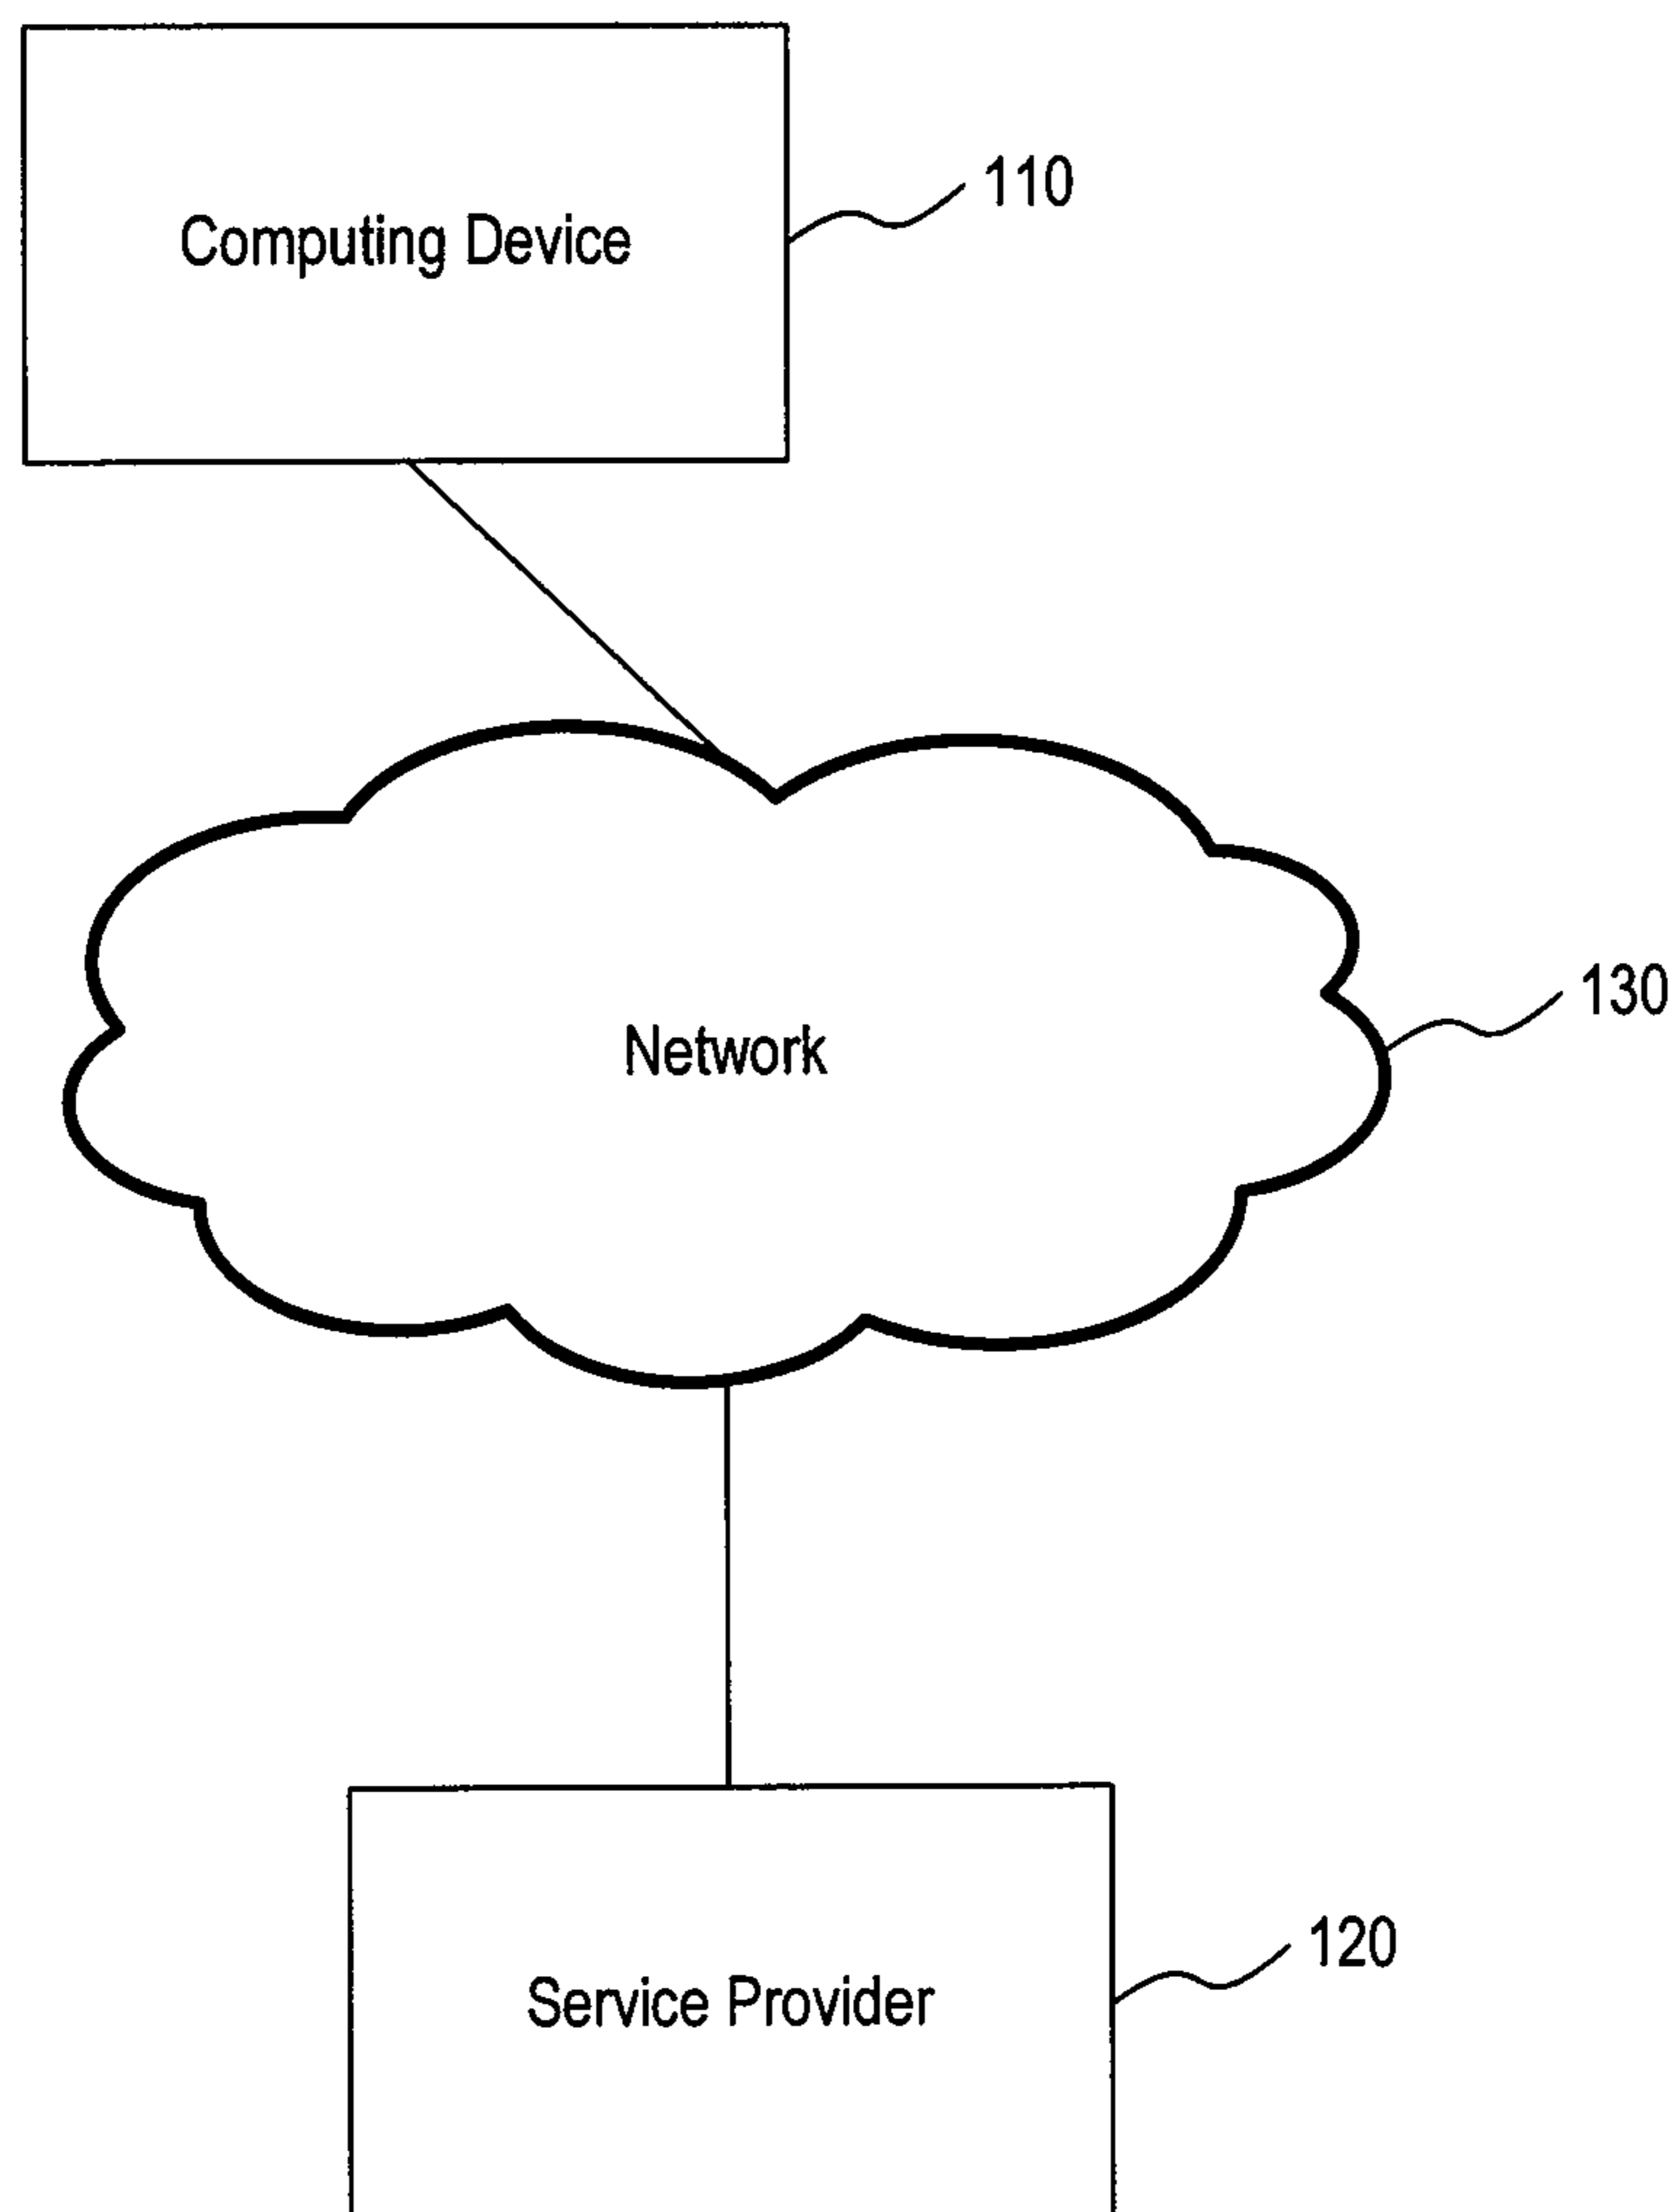 110
Computing Device
130
Network
120
Service Provider